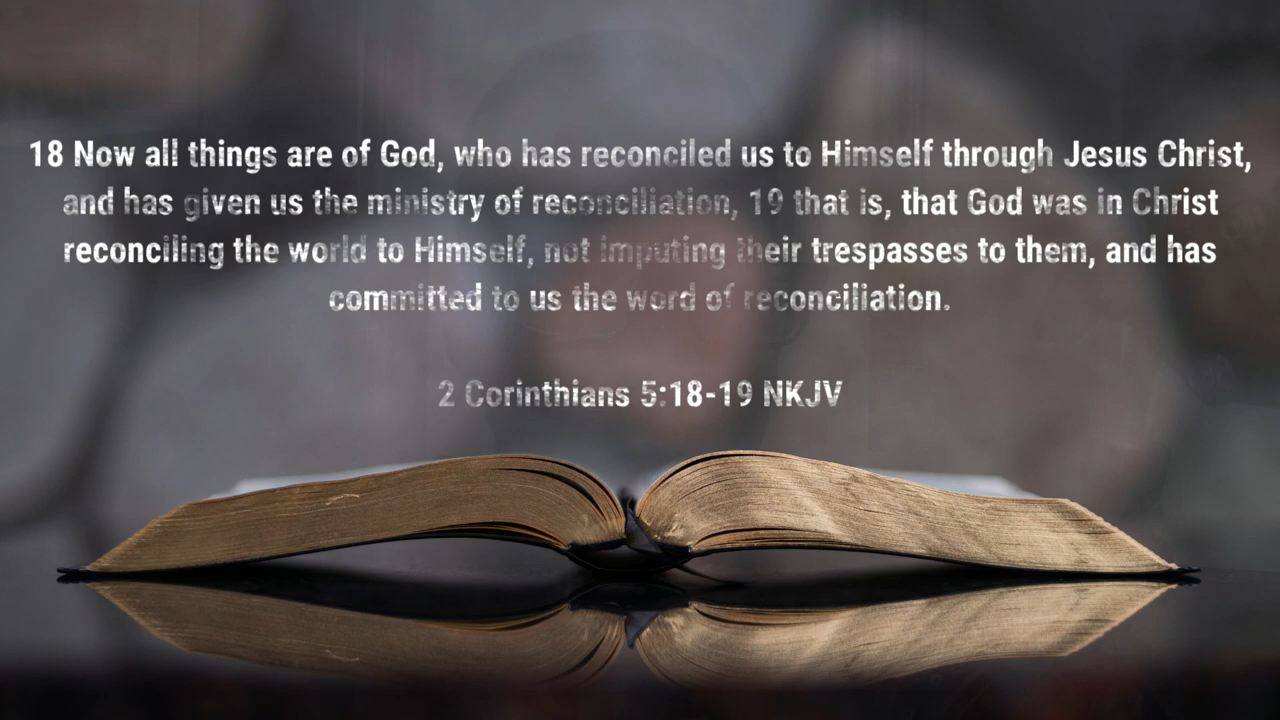 18 Now all things are of God, who has reconciled us to Himself through Jesus Christ,
and has given us the ministry of reconciliation, 19 that is, that God was in Christ
reconciling the world to Himself, not imputing their trespasses to them, and has
committed to us the word of reconciliation.
2 Corinthians 5:18-19 NKJV